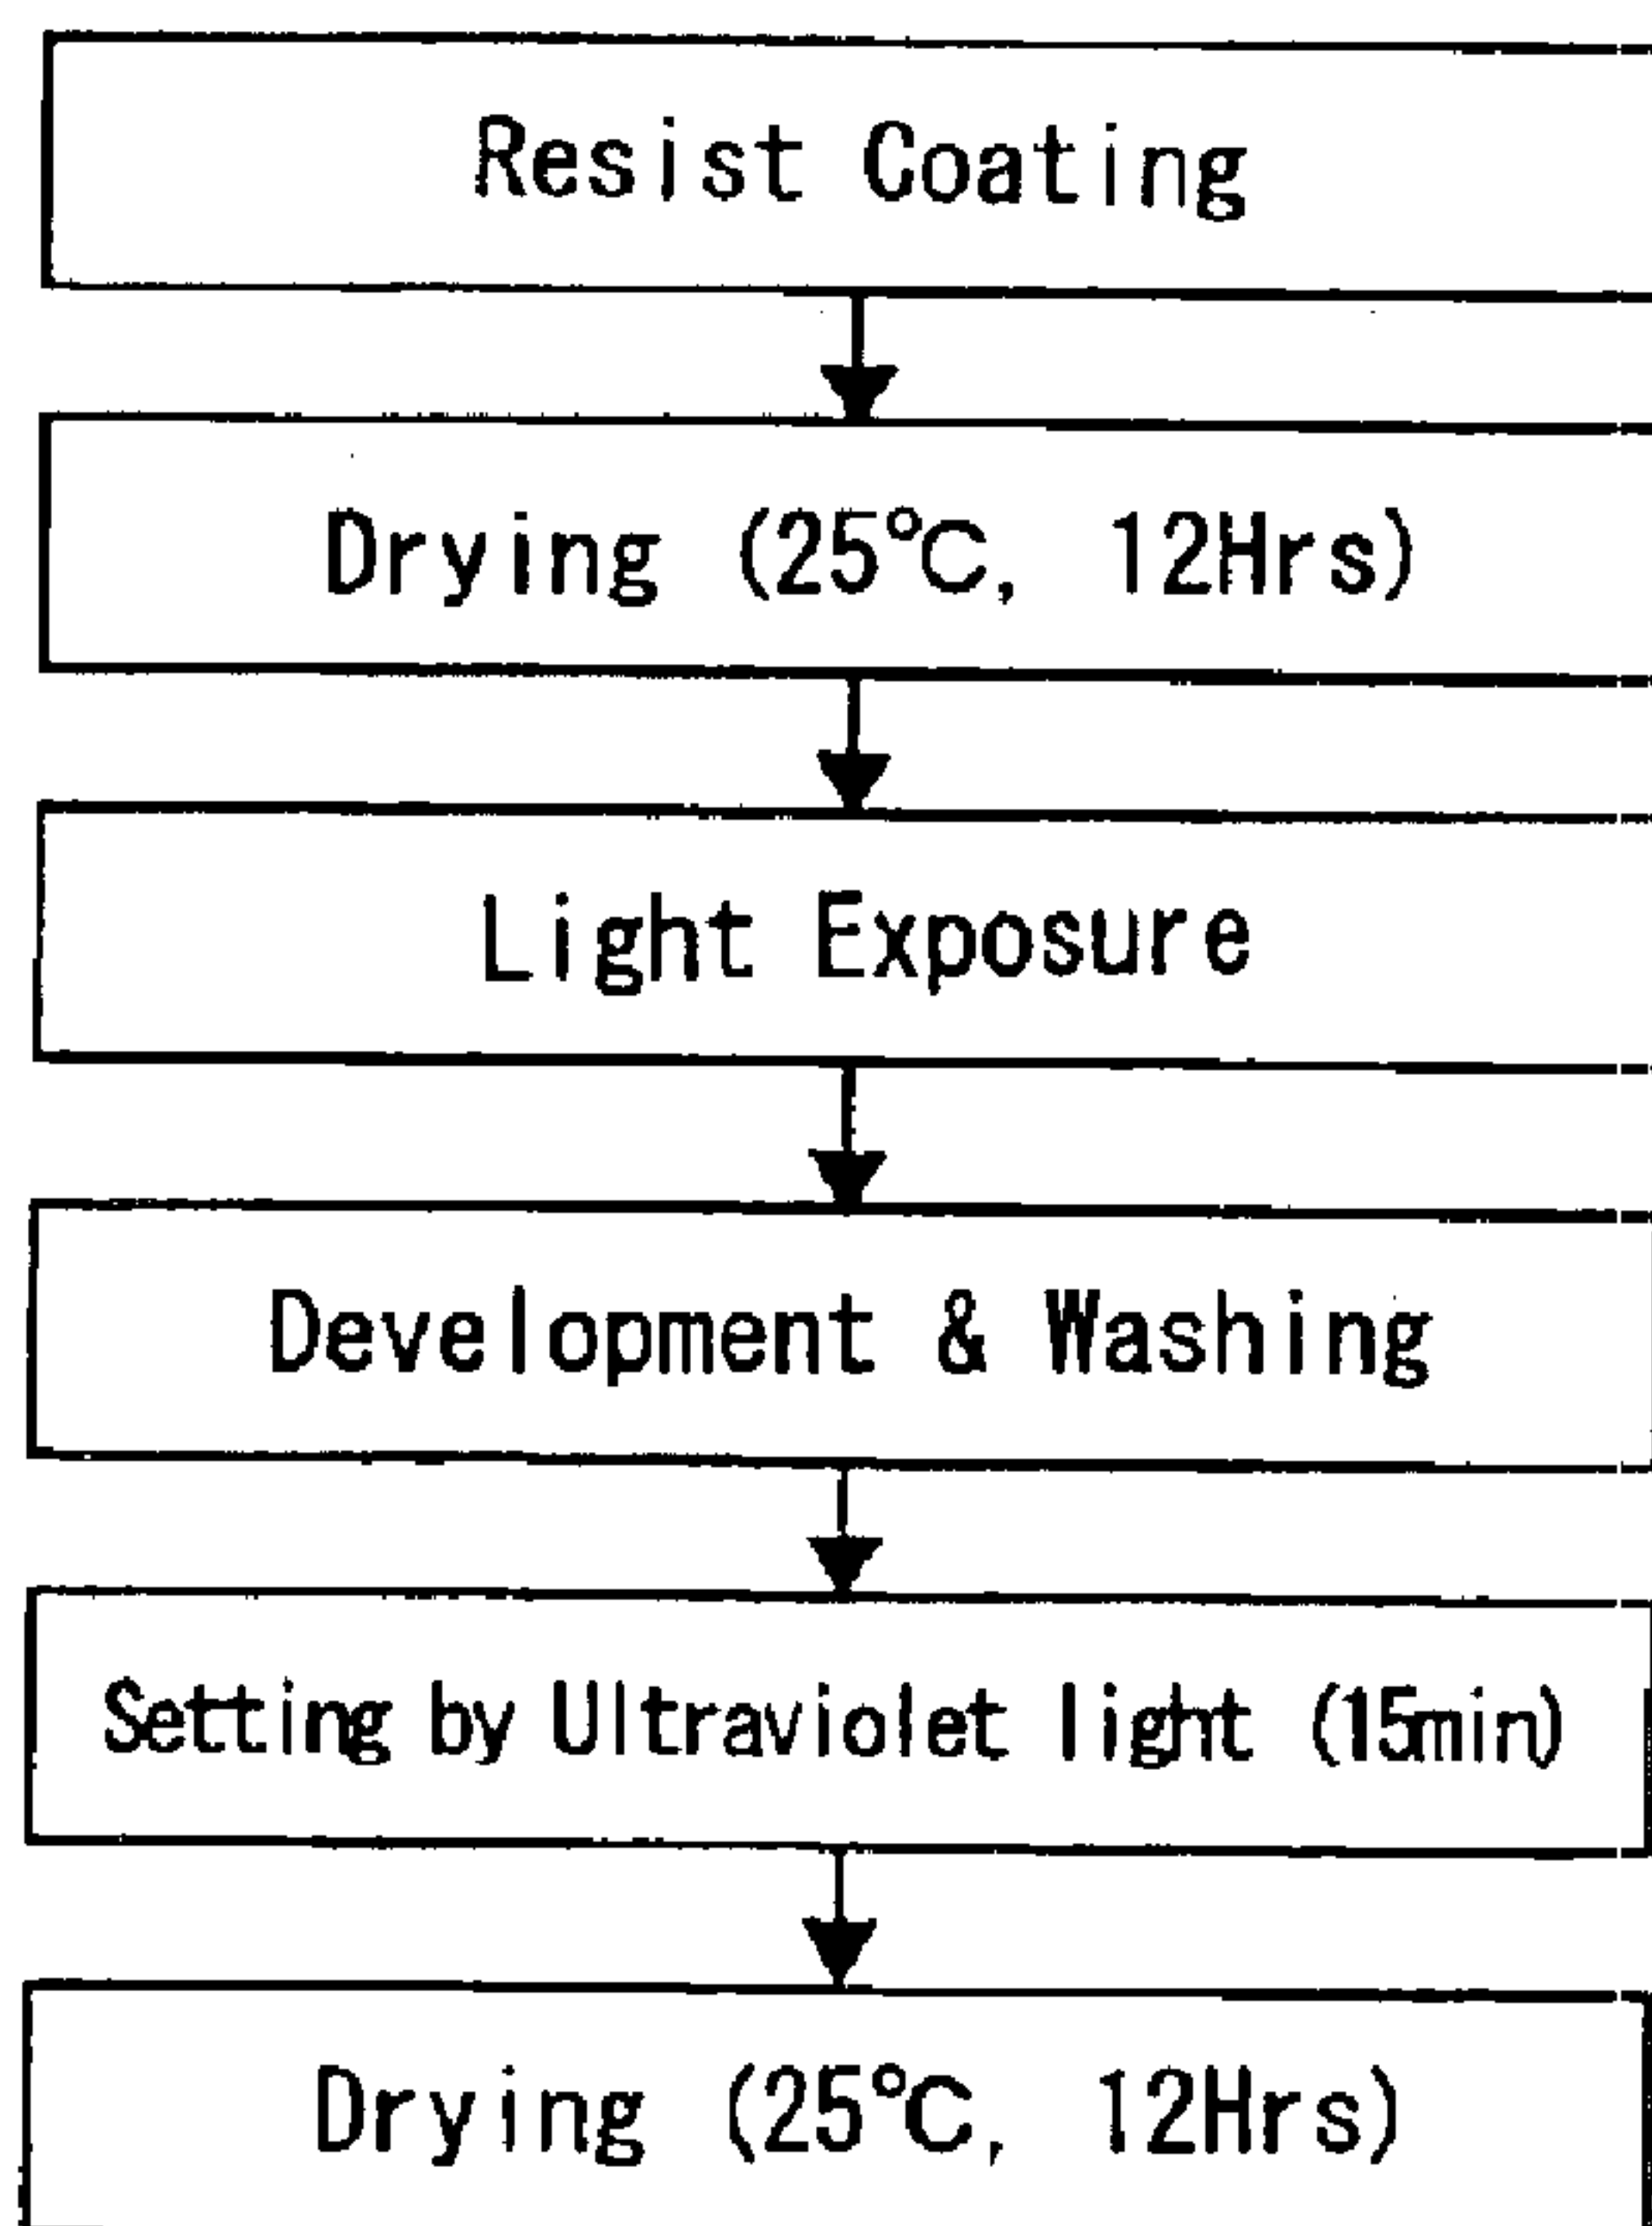 Resist Coating
Drying (25℃, 12Hrs)
Light Exposure
Development & Washing
Setting by Ultraviolet light (15min)
Drying (25℃, 12Hrs)